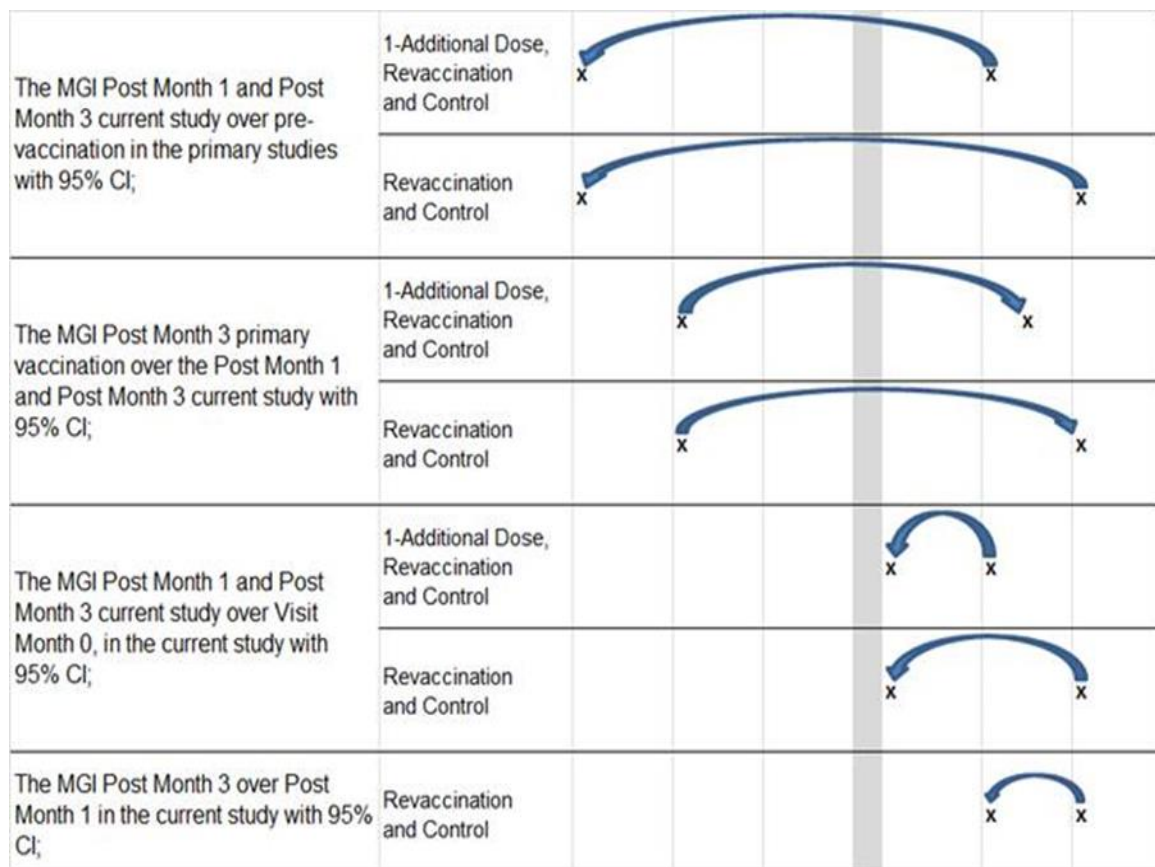 The MGI Post Month 1 and Post
Month 3 current study over pre-
vaccination in the primary studies
with 95% CI;
1-Additional Dose,
Revaccination
and Control
X
X
Revaccination
and Control
X
X
The MGI Post Month 3 primary
vaccination over the Post Month 1
and Post Month 3 current study with
95% CI;
1-Additional Dose,
Revaccination
and Control
X
X
Revaccination
and Control
X
X
The MGI Post Month 1 and Post
Month 3 current study over Visit
Month 0, in the current study with
95% CI;
1-Additional Dose,
Revaccination
and Control
X
X
Revaccination
and Control
X
X
The MGI Post Month 3 over Post
Month 1 in the current study with 95%
CI;
Revaccination
and Control
X
X